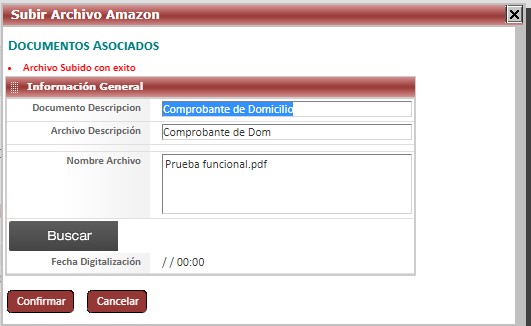 Subir Archivo Amazon
DOCUMENTOS ASOCIADOS
Archivo Subido con exito
Información General
Documento Descripcion Comprobante de Domicilio
Archivo Descripción Comprobante de Dom
Nombre Archivo Prueba funcional.pdf
Buscar
Fecha Digitalización / / 00:00
Confirmar Cancelar